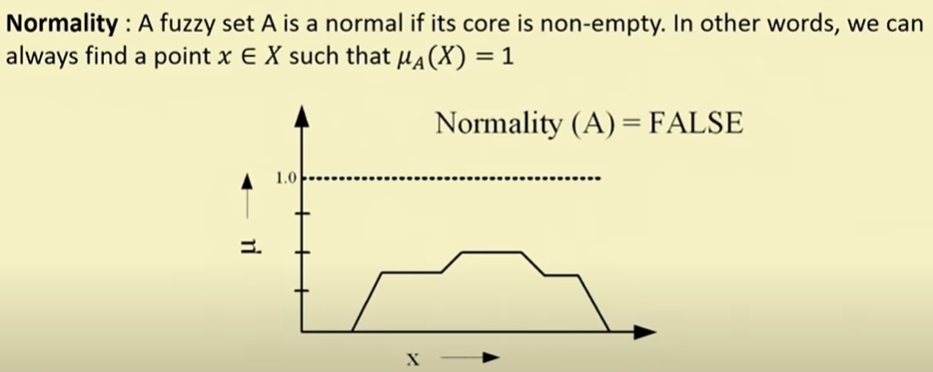 Normality : A fuzzy set A is a normal if its core is non-empty. In other words, we can
always find a point x ∈ X such that μ_A(X) = 1
Normality (A) = FALSE
1.0
μ
x